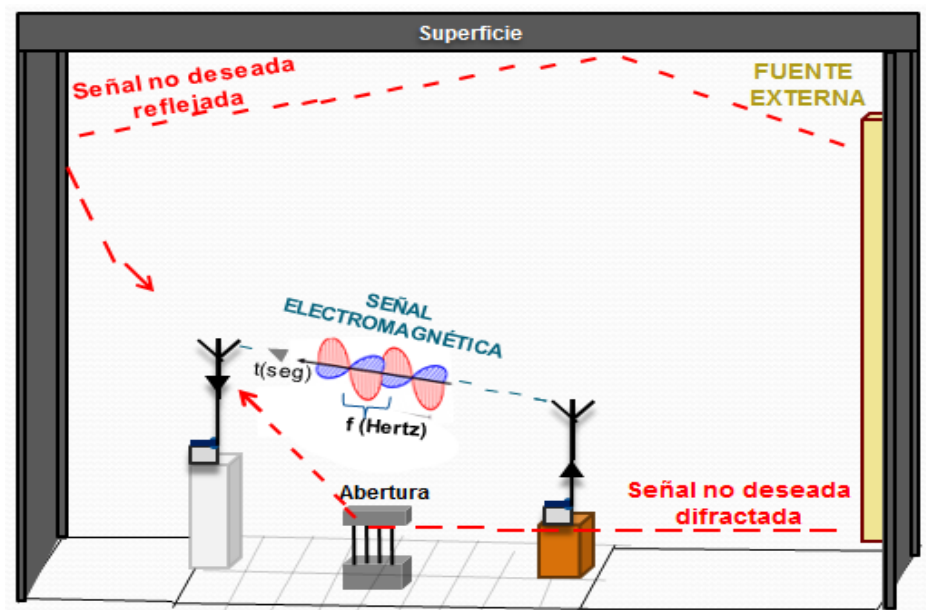 Superficie
Señal no deseada
reflejada
FUENTE
EXTERNA
SEÑAL
ELECTROMAGNÉTICA
t(seg)
f (Hertz)
Abertura
Señal no deseada
difractada